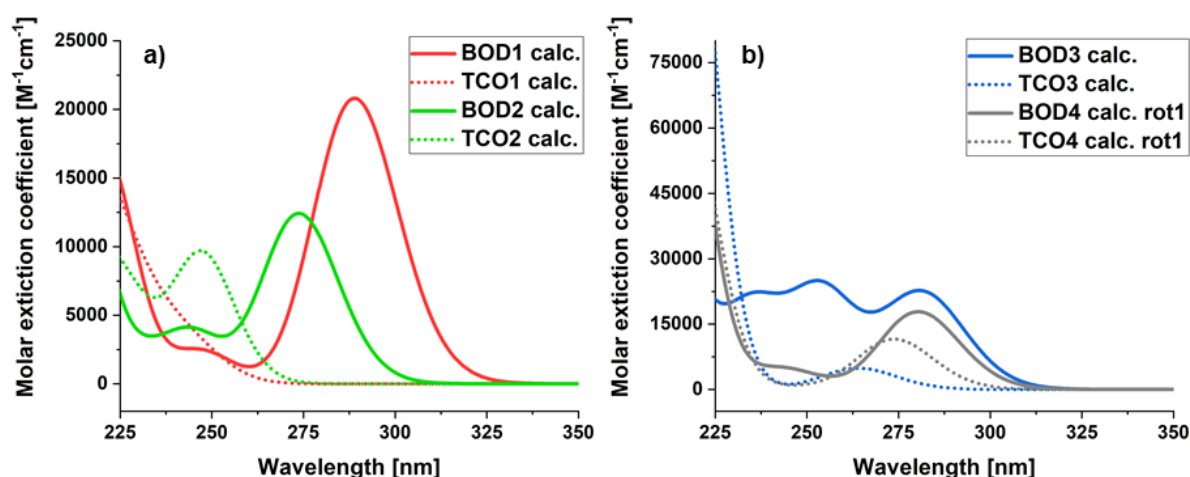 a)
BOD1 calc.
TCO1 calc.
BOD2 calc.
TCO2 calc.
Molar extiction coefficient [M⁻¹cm⁻¹]
25000
20000
15000
10000
5000
0
225 250 275 300 325 350
Wavelength [nm]
b)
BOD3 calc.
TCO3 calc.
BOD4 calc. rot1
TCO4 calc. rot1
Molar extiction coefficient [M⁻¹cm⁻¹]
75000
60000
45000
30000
15000
0
225 250 275 300 325 350
Wavelength [nm]